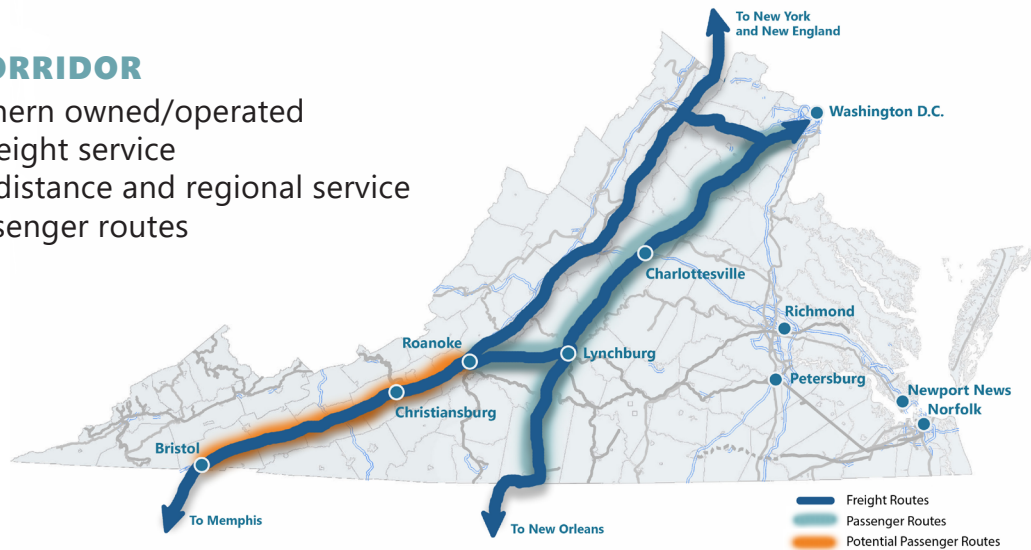 ORRIDOR
hern owned/operated
eight service
distance and regional service
senger routes
To New York
and New England
Washington D.C.
Charlottesville
Richmond
Roanoke
Lynchburg
Petersburg
Christiansburg
Newport News
Norfolk
Bristol
To Memphis
To New Orleans
Freight Routes
Passenger Routes
Potential Passenger Routes